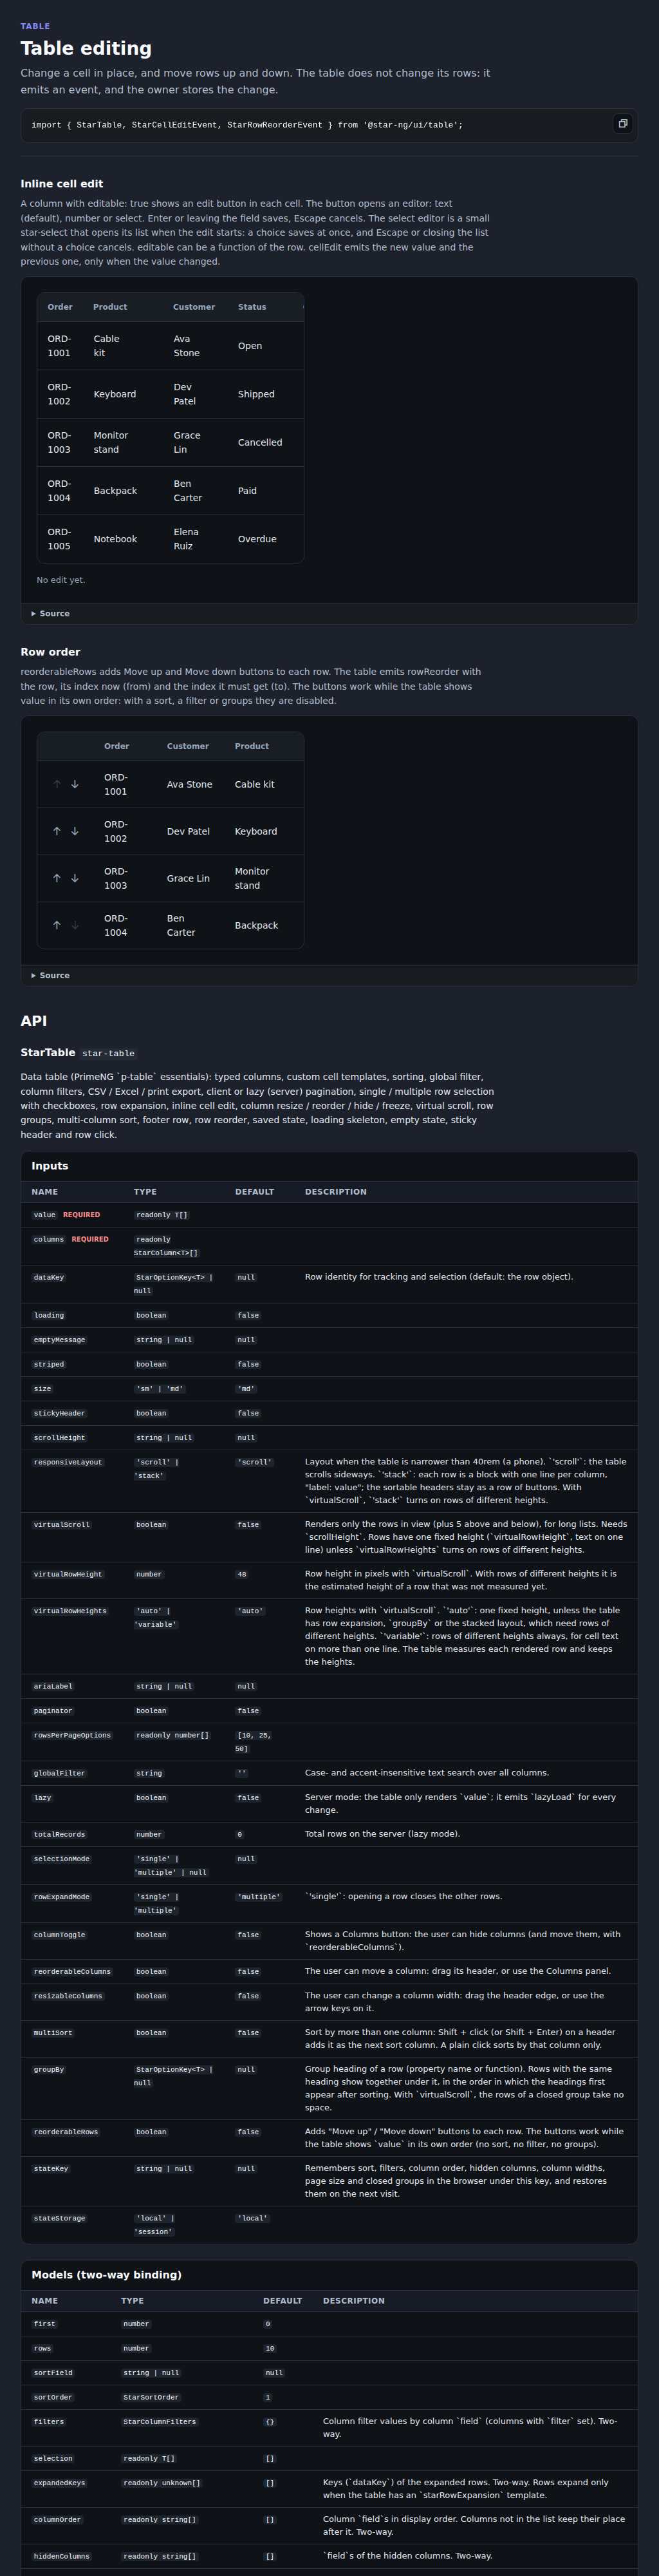 TABLE
Table editing
Change a cell in place, and move rows up and down. The table does not change its rows: it
emits an event, and the owner stores the change.
import { StarTable, StarCellEditEvent, StarRowReorderEvent } from '@star-ng/ui/table';
Inline cell edit
A column with editable: true shows an edit button in each cell. The button opens an editor: text
(default), number or select. Enter or leaving the field saves, Escape cancels. The select editor is a small
star-select that opens its list when the edit starts: a choice saves at once, and Escape or closing the list
without a choice cancels. editable can be a function of the row. cellEdit emits the new value and the
previous one, only when the value changed.
Order Product Customer Status
ORD-
1001
Cable
kit
Ava
Stone
Open
ORD-
1002
Keyboard
Dev
Patel
Shipped
ORD-
1003
Monitor
stand
Grace
Lin
Cancelled
ORD-
1004
Backpack
Ben
Carter
Paid
ORD-
1005
Notebook
Elena
Ruiz
Overdue
No edit yet.
▶ Source
Row order
reorderableRows adds Move up and Move down buttons to each row. The table emits rowReorder with
the row, its index now (from) and the index it must get (to). The buttons work while the table shows
value in its own order: with a sort, a filter or groups they are disabled.
Order Customer Product
↑ ↓
ORD-
1001
Ava Stone
Cable kit
↑ ↓
ORD-
1002
Dev Patel
Keyboard
↑ ↓
ORD-
1003
Grace Lin
Monitor
stand
↑ ↓
ORD-
1004
Ben
Carter
Backpack
▶ Source
API
StarTable star-table
Data table (PrimeNG `p-table` essentials): typed columns, custom cell templates, sorting, global filter,
column filters, CSV / Excel / print export, client or lazy (server) pagination, single / multiple row selection
with checkboxes, row expansion, inline cell edit, column resize / reorder / hide / freeze, virtual scroll, row
groups, multi-column sort, footer row, row reorder, saved state, loading skeleton, empty state, sticky
header and row click.
Inputs
NAME TYPE DEFAULT DESCRIPTION
value REQUIRED readonly T[]
columns REQUIRED readonly
StarColumn<T>[]
dataKey StarOptionKey<T> | null Row identity for tracking and selection (default: the row object).
null
loading boolean false
emptyMessage string | null null
striped boolean false
size 'sm' | 'md' 'md'
stickyHeader boolean false
scrollHeight string | null null
responsiveLayout 'scroll' | 'scroll' Layout when the table is narrower than 40rem (a phone). `'scroll'`: the table
'stack' scrolls sideways. `'stack'`: each row is a block with one line per column,
"label: value"; the sortable headers stay as a row of buttons. With
`virtualScroll`, `'stack'` turns on rows of different heights.
virtualScroll boolean false Renders only the rows in view (plus 5 above and below), for long lists. Needs
`scrollHeight`. Rows have one fixed height (`virtualRowHeight`, text on one
line) unless `virtualRowHeights` turns on rows of different heights.
virtualRowHeight number 48 Row height in pixels with `virtualScroll`. With rows of different heights it is
the estimated height of a row that was not measured yet.
virtualRowHeights 'auto' | 'auto' Row heights with `virtualScroll`. `'auto'`: one fixed height, unless the table
'variable' has row expansion, `groupBy` or the stacked layout, which need rows of
different heights. `'variable'`: rows of different heights always, for cell text
on more than one line. The table measures each rendered row and keeps
the heights.
ariaLabel string | null null
paginator boolean false
rowsPerPageOptions readonly number[] [10, 25,
50]
globalFilter string '' Case- and accent-insensitive text search over all columns.
lazy boolean false Server mode: the table only renders `value`; it emits `lazyLoad` for every
change.
totalRecords number 0 Total rows on the server (lazy mode).
selectionMode 'single' | null
'multiple' | null
rowExpandMode 'single' | 'multiple' `'single'`: opening a row closes the other rows.
'multiple'
columnToggle boolean false Shows a Columns button: the user can hide columns (and move them, with
`reorderableColumns`).
reorderableColumns boolean false The user can move a column: drag its header, or use the Columns panel.
resizableColumns boolean false The user can change a column width: drag the header edge, or use the
arrow keys on it.
multiSort boolean false Sort by more than one column: Shift + click (or Shift + Enter) on a header
adds it as the next sort column. A plain click sorts by that column only.
groupBy StarOptionKey<T> | null Group heading of a row (property name or function). Rows with the same
null heading show together under it, in the order in which the headings first
appear after sorting. With `virtualScroll`, the rows of a closed group take no
space.
reorderableRows boolean false Adds "Move up" / "Move down" buttons to each row. The buttons work while
the table shows `value` in its own order (no sort, no filter, no groups).
stateKey string | null null Remembers sort, filters, column order, hidden columns, column widths,
page size and closed groups in the browser under this key, and restores
them on the next visit.
stateStorage 'local' | 'local'
'session'
Models (two-way binding)
NAME TYPE DEFAULT DESCRIPTION
first number 0
rows number 10
sortField string | null null
sortOrder StarSortOrder 1
filters StarColumnFilters {} Column filter values by column `field` (columns with `filter` set). Two-
way.
selection readonly T[] []
expandedKeys readonly unknown[] [] Keys (`dataKey`) of the expanded rows. Two-way. Rows expand only
when the table has an `starRowExpansion` template.
columnOrder readonly string[] [] Column `field`s in display order. Columns not in the list keep their place
after it. Two-way.
hiddenColumns readonly string[] [] `field`s of the hidden columns. Two-way.